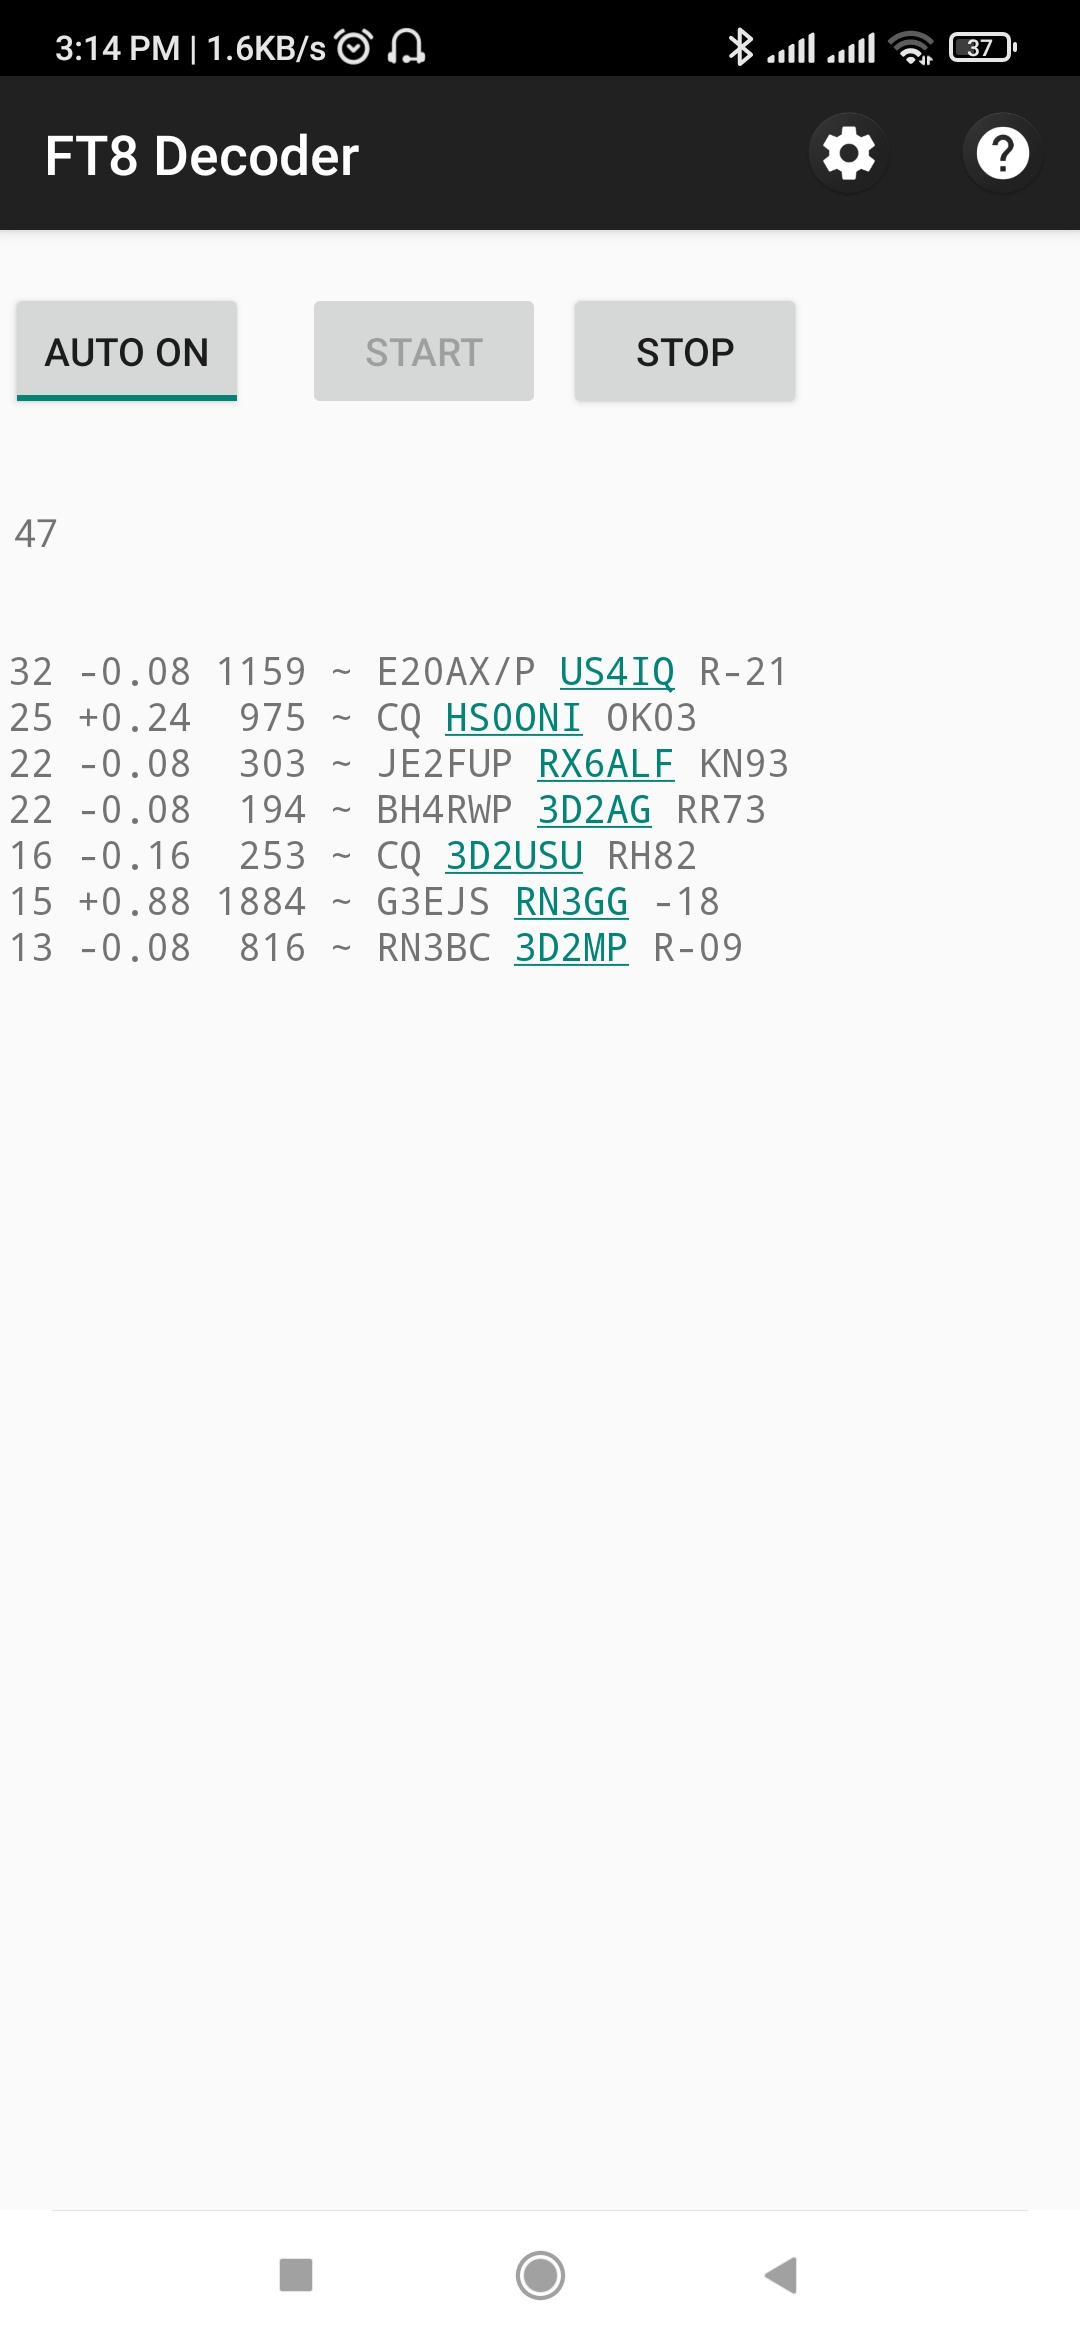 3:14 PM | 1.6KB/s 37
FT8 Decoder
AUTO ON START STOP
47
32 -0.08 1159 ~ E20AX/P US4IQ R-21
25 +0.24  975 ~ CQ HS0ONI OK03
22 -0.08  303 ~ JE2FUP RX6ALF KN93
22 -0.08  194 ~ BH4RWP 3D2AG RR73
16 -0.16  253 ~ CQ 3D2USU RH82
15 +0.88 1884 ~ G3EJS RN3GG -18
13 -0.08  816 ~ RN3BC 3D2MP R-09